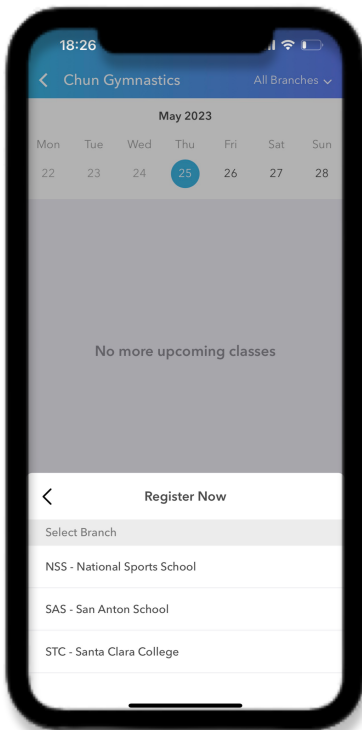 18:26
Chun Gymnastics All Branches
May 2023
Mon Tue Wed Thu Fri Sat Sun
22 23 24 25 26 27 28
No more upcoming classes
Register Now
Select Branch
NSS - National Sports School
SAS - San Anton School
STC - Santa Clara College